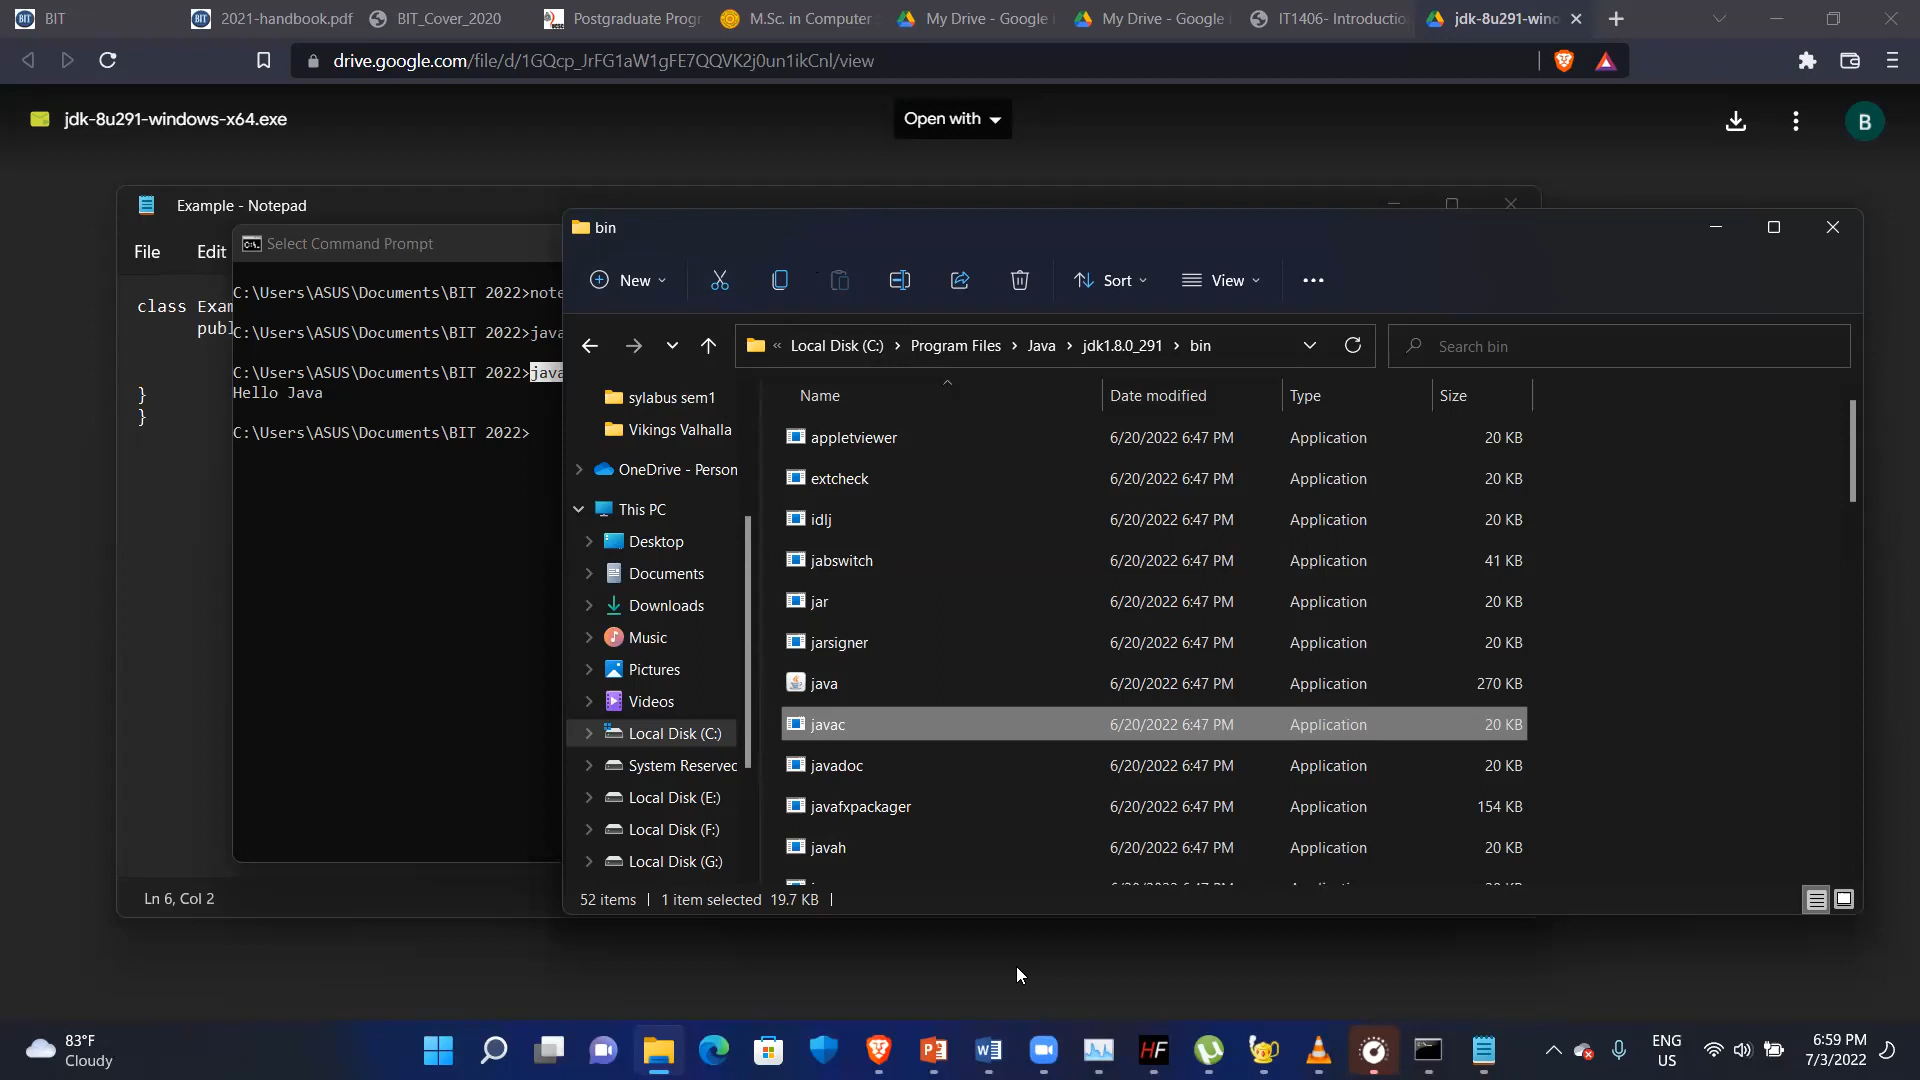 BIT
2021-handbook.pdf
BIT_Cover_2020
Postgraduate Progr
M.Sc. in Computer
My Drive - Google
My Drive - Google
IT1406- Introductio
jdk-8u291-wind
drive.google.com/file/d/1GQcp_JrFG1aW1gFE7QQVK2j0un1ikCnl/view
jdk-8u291-windows-x64.exe
Open with
B
Example - Notepad
File
Edit
class Exam
publ
}
}
Ln 6, Col 2
Select Command Prompt
C:\Users\ASUS\Documents\BIT 2022>note
C:\Users\ASUS\Documents\BIT 2022>java
C:\Users\ASUS\Documents\BIT 2022>java
Hello Java
C:\Users\ASUS\Documents\BIT 2022>
bin
New
Sort
View
« Local Disk (C:) > Program Files > Java > jdk1.8.0_291 > bin
Search bin
sylabus sem1
Vikings Valhalla
OneDrive - Person
This PC
Desktop
Documents
Downloads
Music
Pictures
Videos
Local Disk (C:)
System Reserved
Local Disk (E:)
Local Disk (F:)
Local Disk (G:)
Name Date modified Type Size
appletviewer 6/20/2022 6:47 PM Application 20 KB
extcheck 6/20/2022 6:47 PM Application 20 KB
idlj 6/20/2022 6:47 PM Application 20 KB
jabswitch 6/20/2022 6:47 PM Application 41 KB
jar 6/20/2022 6:47 PM Application 20 KB
jarsigner 6/20/2022 6:47 PM Application 20 KB
java 6/20/2022 6:47 PM Application 270 KB
javac 6/20/2022 6:47 PM Application 20 KB
javadoc 6/20/2022 6:47 PM Application 20 KB
javafxpackager 6/20/2022 6:47 PM Application 154 KB
javah 6/20/2022 6:47 PM Application 20 KB
52 items | 1 item selected 19.7 KB |
83°F
Cloudy
HF
ENG
US
6:59 PM
7/3/2022